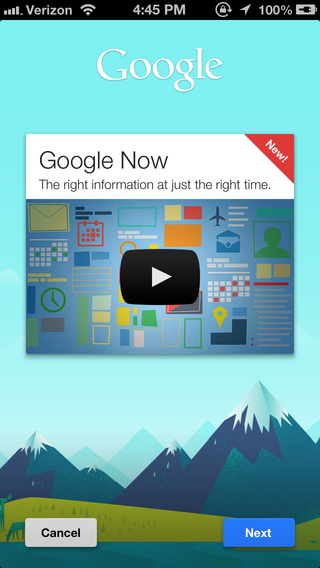 Verizon 4:45 PM 100%
Google
New!
Google Now
The right information at just the right time.
Cancel Next